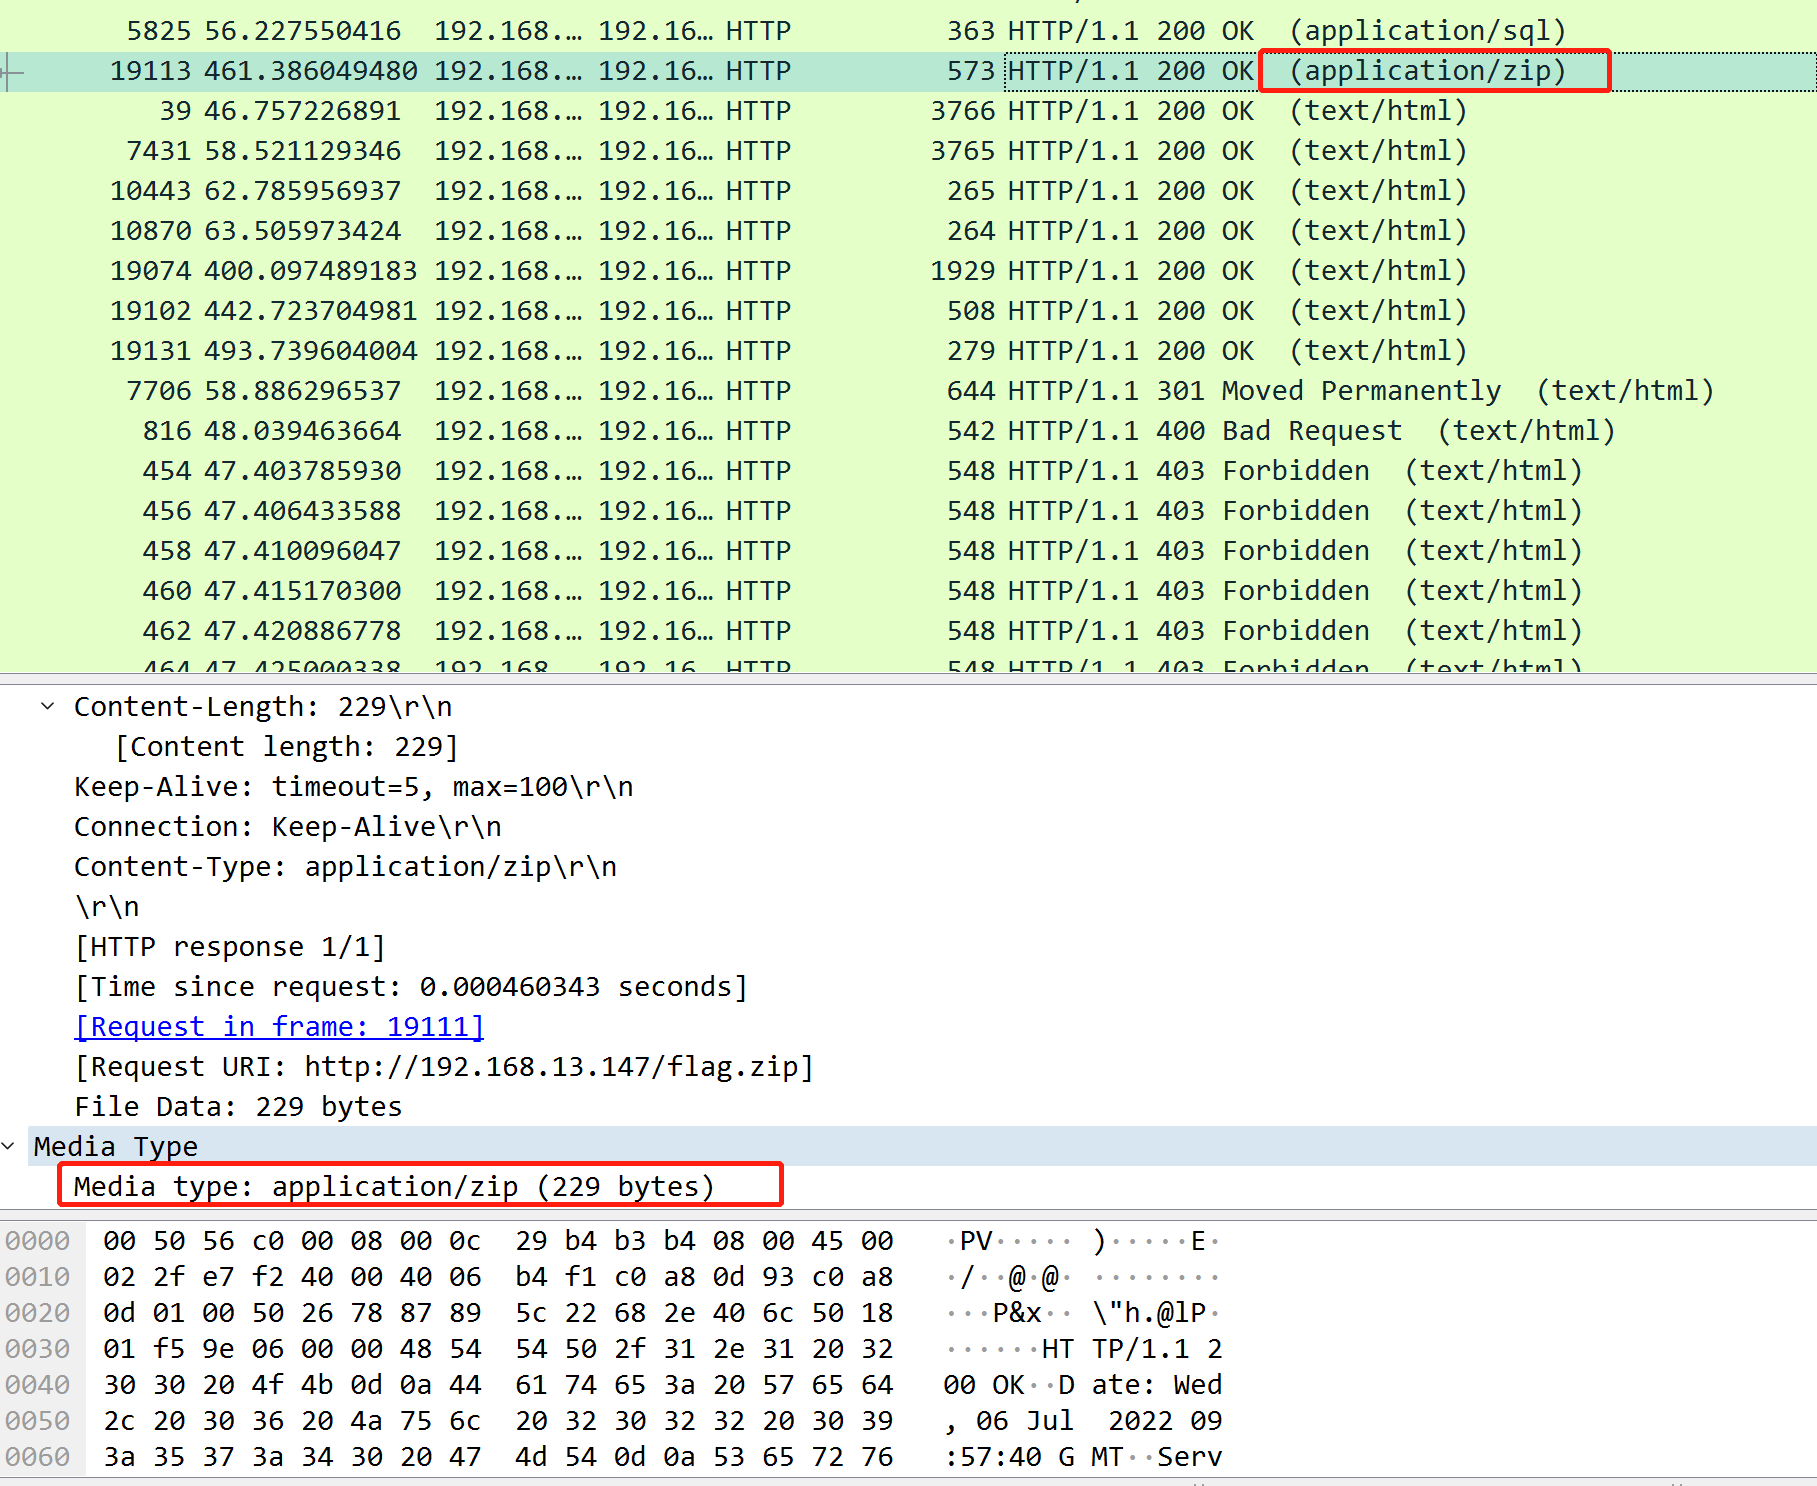 5825 56.227550416 192.168.… 192.16… HTTP 363 HTTP/1.1 200 OK (application/sql)
19113 461.386049480 192.168.… 192.16… HTTP 573 HTTP/1.1 200 OK (application/zip)
39 46.757226891 192.168.… 192.16… HTTP 3766 HTTP/1.1 200 OK (text/html)
7431 58.521129346 192.168.… 192.16… HTTP 3765 HTTP/1.1 200 OK (text/html)
10443 62.785956937 192.168.… 192.16… HTTP 265 HTTP/1.1 200 OK (text/html)
10870 63.505973424 192.168.… 192.16… HTTP 264 HTTP/1.1 200 OK (text/html)
19074 400.097489183 192.168.… 192.16… HTTP 1929 HTTP/1.1 200 OK (text/html)
19102 442.723704981 192.168.… 192.16… HTTP 508 HTTP/1.1 200 OK (text/html)
19131 493.739604004 192.168.… 192.16… HTTP 279 HTTP/1.1 200 OK (text/html)
7706 58.886296537 192.168.… 192.16… HTTP 644 HTTP/1.1 301 Moved Permanently (text/html)
816 48.039463664 192.168.… 192.16… HTTP 542 HTTP/1.1 400 Bad Request (text/html)
454 47.403785930 192.168.… 192.16… HTTP 548 HTTP/1.1 403 Forbidden (text/html)
456 47.406433588 192.168.… 192.16… HTTP 548 HTTP/1.1 403 Forbidden (text/html)
458 47.410096047 192.168.… 192.16… HTTP 548 HTTP/1.1 403 Forbidden (text/html)
460 47.415170300 192.168.… 192.16… HTTP 548 HTTP/1.1 403 Forbidden (text/html)
462 47.420886778 192.168.… 192.16… HTTP 548 HTTP/1.1 403 Forbidden (text/html)
464 47.425000338 192.168 192.16 HTTP 548 HTTP/1.1 403 Forbidden (text/html)
Content-Length: 229\r\n
[Content length: 229]
Keep-Alive: timeout=5, max=100\r\n
Connection: Keep-Alive\r\n
Content-Type: application/zip\r\n
\r\n
[HTTP response 1/1]
[Time since request: 0.000460343 seconds]
[Request in frame: 19111]
[Request URI: http://192.168.13.147/flag.zip]
File Data: 229 bytes
Media Type
Media type: application/zip (229 bytes)
0000 00 50 56 c0 00 08 00 0c 29 b4 b3 b4 08 00 45 00 ·PV····· )·····E·
0010 02 2f e7 f2 40 00 40 06 b4 f1 c0 a8 0d 93 c0 a8 ·/··@·@· ········
0020 0d 01 00 50 26 78 87 89 5c 22 68 2e 40 6c 50 18 ···P&x·· \"h.@lP·
0030 01 f5 9e 06 00 00 48 54 54 50 2f 31 2e 31 20 32 ······HT TP/1.1 2
0040 30 30 20 4f 4b 0d 0a 44 61 74 65 3a 20 57 65 64 00 OK··D ate: Wed
0050 2c 20 30 36 20 4a 75 6c 20 32 30 32 32 20 30 39 , 06 Jul 2022 09
0060 3a 35 37 3a 34 30 20 47 4d 54 0d 0a 53 65 72 76 :57:40 G MT··Serv